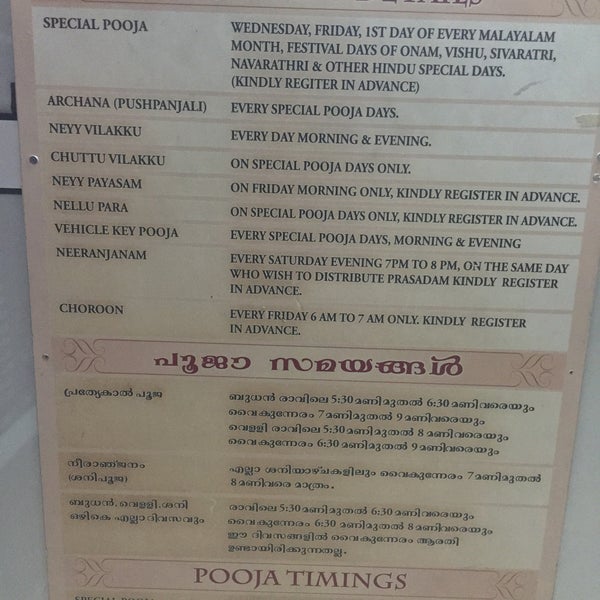 DETAILS
SPECIAL POOJA
WEDNESDAY, FRIDAY, 1ST DAY OF EVERY MALAYALAM
MONTH, FESTIVAL DAYS OF ONAM, VISHU, SIVARATRI,
NAVARATHRI & OTHER HINDU SPECIAL DAYS.
(KINDLY REGITER IN ADVANCE)
ARCHANA (PUSHPANJALI)
EVERY SPECIAL POOJA DAYS.
NEYY VILAKKU
EVERY DAY MORNING & EVENING.
CHUTTU VILAKKU
ON SPECIAL POOJA DAYS ONLY.
NEYY PAYASAM
ON FRIDAY MORNING ONLY, KINDLY REGISTER IN ADVANCE.
NELLU PARA
ON SPECIAL POOJA DAYS ONLY, KINDLY REGISTER IN ADVANCE.
VEHICLE KEY POOJA
EVERY SPECIAL POOJA DAYS, MORNING & EVENING
NEERANJANAM
EVERY SATURDAY EVENING 7PM TO 8 PM, ON THE SAME DAY
WHO WISH TO DISTRIBUTE PRASADAM KINDLY REGISTER
IN ADVANCE.
CHOROON
EVERY FRIDAY 6 AM TO 7 AM ONLY. KINDLY REGISTER
IN ADVANCE.
പൂജാ സമയങ്ങൾ
പ്രത്യേകാൽ പൂജ
ബുധൻ രാവിലെ 5:30 മണിമുതൽ 6:30 മണിവരെയും
വൈകുന്നേരം 7 മണിമുതൽ 9 മണിവരെയും
വെള്ളി രാവിലെ 5:30 മണിമുതൽ 8 മണിവരെയും
വൈകുന്നേരം 6:30 മണിമുതൽ 9 മണിവരെയും
നീരാഞ്ജനം
(ശനിപൂജ)
എല്ലാ ശനിയാഴ്ചകളിലും വൈകുന്നേരം 7മണിമുതൽ
8 മണിവരെ മാത്രം.
ബുധൻ.വെള്ളി.ശനി
ഒഴികെ എല്ലാദിവസവും
രാവിലെ 5:30 മണിമുതൽ 6:30 മണിവരെയും
വൈകുന്നേരം 6:30 മണിമുതൽ 8മണിവരെയും
ഈ ദിവസങ്ങളിൽ വൈകുന്നേരം ആരതി
ഉണ്ടായിരിക്കുന്നതല്ല.
POOJA TIMINGS
SPECIAL POOJA